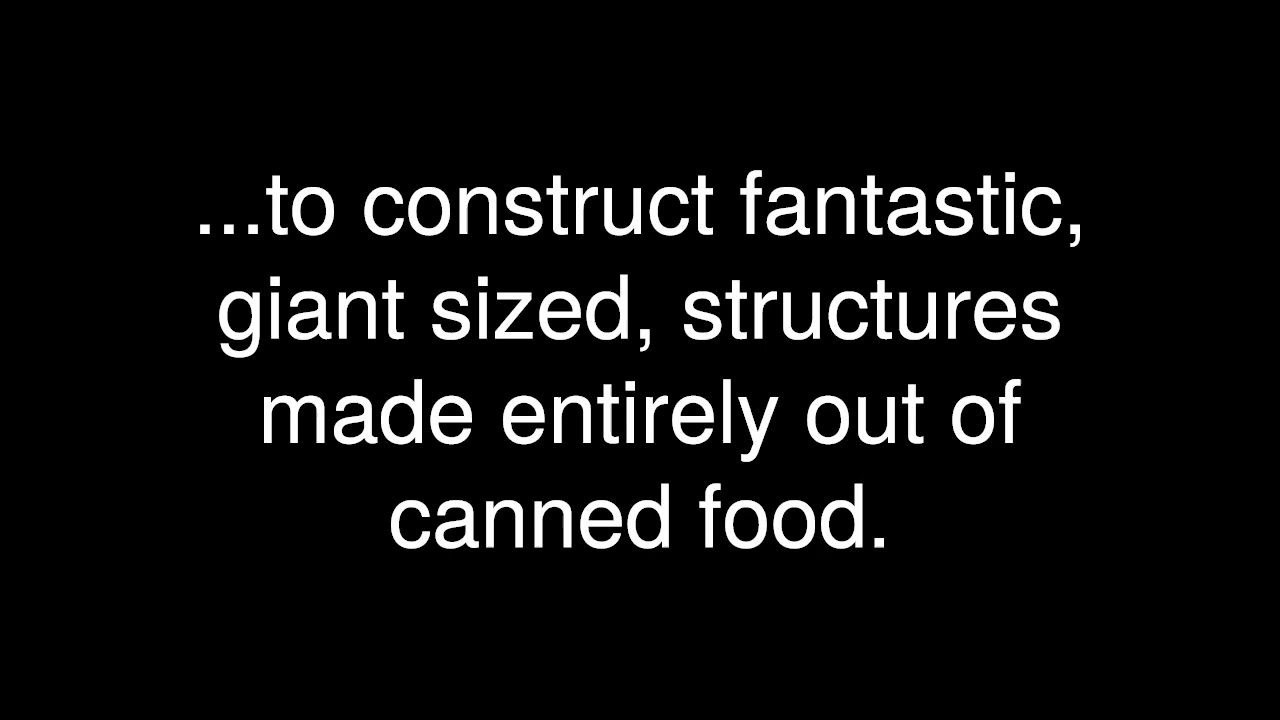 ...to construct fantastic,
giant sized, structures
made entirely out of
canned food.